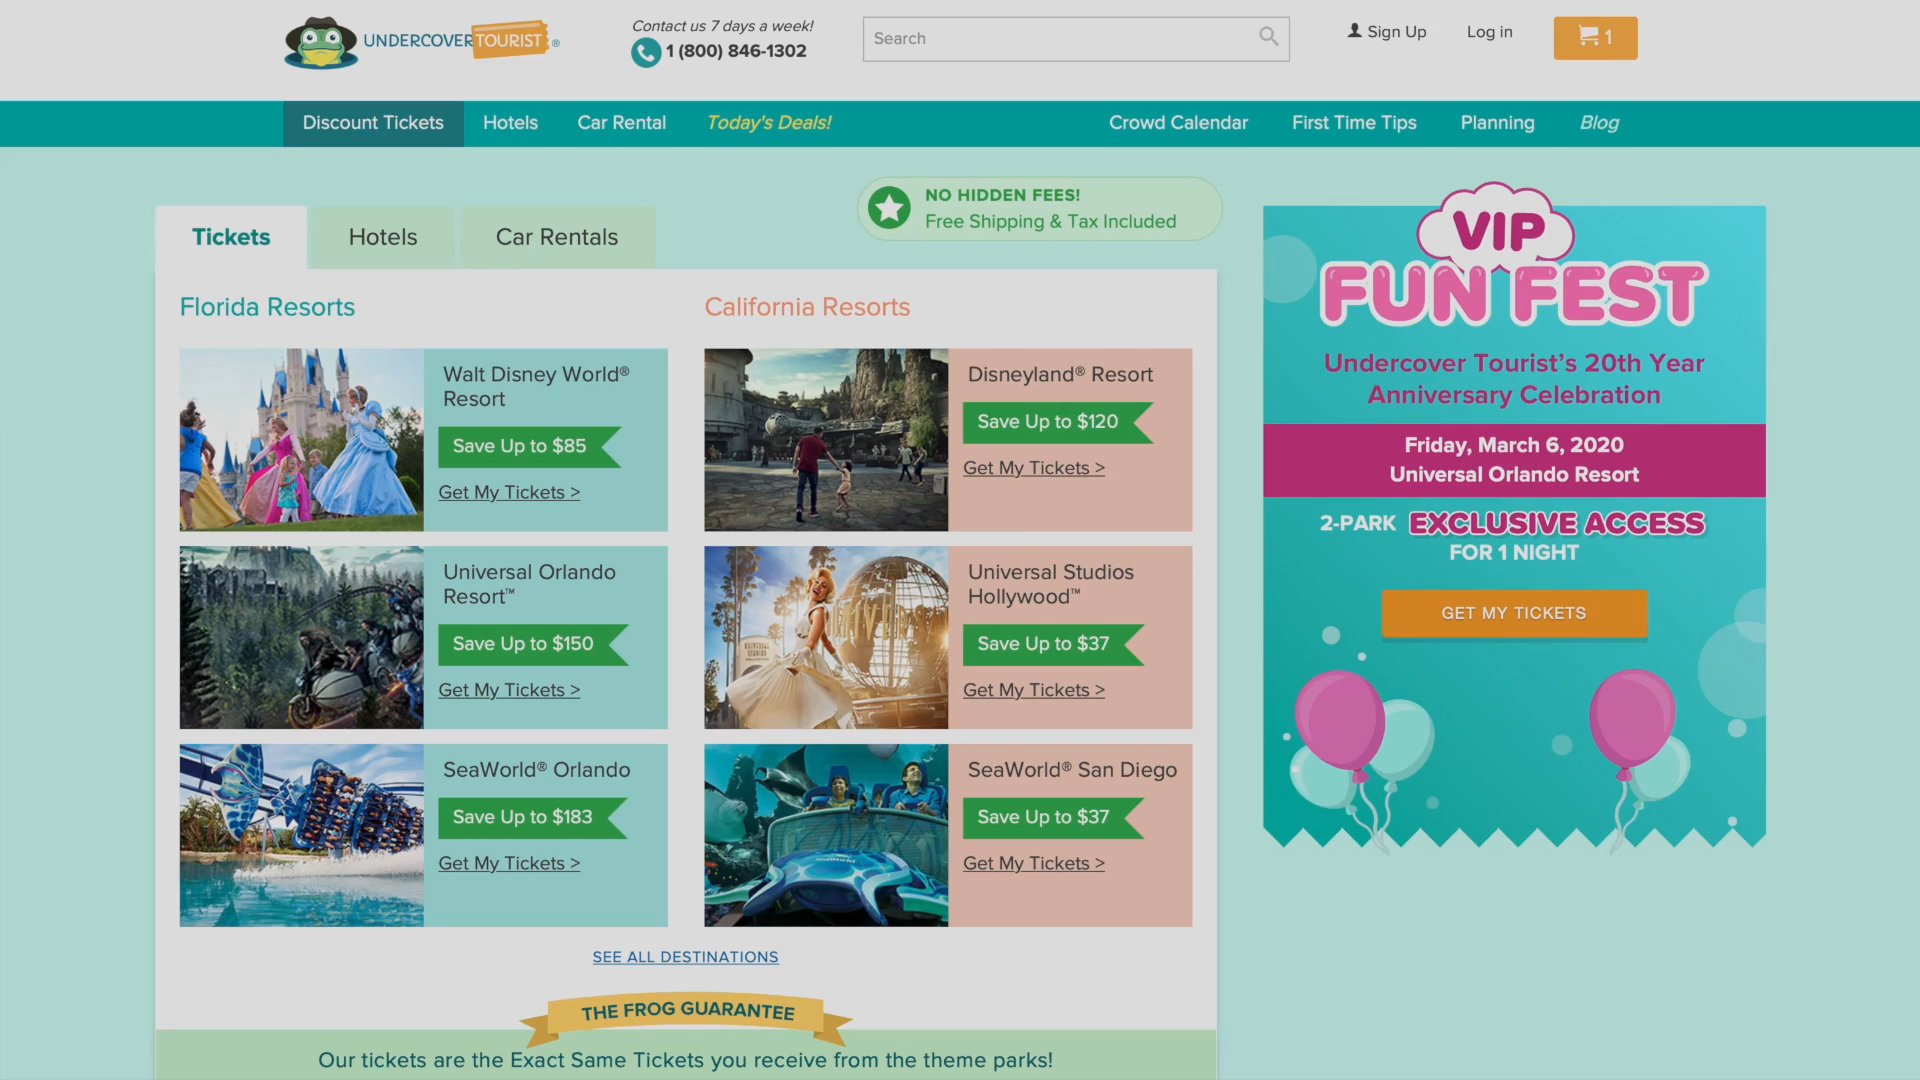 UNDERCOVER TOURIST ®
Contact us 7 days a week!
1 (800) 846-1302
Search
Sign Up
Log in
1
Discount Tickets
Hotels
Car Rental
Today's Deals!
Crowd Calendar
First Time Tips
Planning
Blog
Tickets
Hotels
Car Rentals
NO HIDDEN FEES!
Free Shipping & Tax Included
Florida Resorts
Walt Disney World®
Resort
Save Up to $85
Get My Tickets >
Universal Orlando
Resort™
Save Up to $150
Get My Tickets >
SeaWorld® Orlando
Save Up to $183
Get My Tickets >
California Resorts
Disneyland® Resort
Save Up to $120
Get My Tickets >
Universal Studios
Hollywood™
Save Up to $37
Get My Tickets >
SeaWorld® San Diego
Save Up to $37
Get My Tickets >
SEE ALL DESTINATIONS
THE FROG GUARANTEE
Our tickets are the Exact Same Tickets you receive from the theme parks!
VIP
FUN FEST
Undercover Tourist's 20th Year
Anniversary Celebration
Friday, March 6, 2020
Universal Orlando Resort
2-PARK EXCLUSIVE ACCESS
FOR 1 NIGHT
GET MY TICKETS